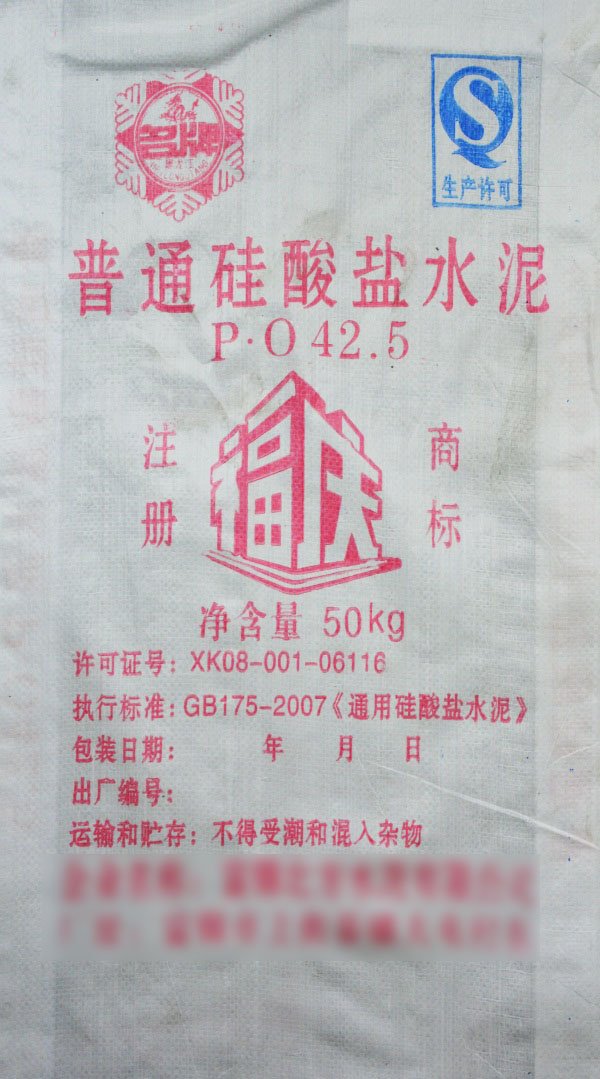 生产许可
普通硅酸盐水泥
P·O 42.5
注册
商标
福庆
净含量 50kg
许可证号：XK08-001-06116
执行标准：GB175-2007《通用硅酸盐水泥》
包装日期： 年 月 日
出厂编号：
运输和贮存：不得受潮和混入杂物